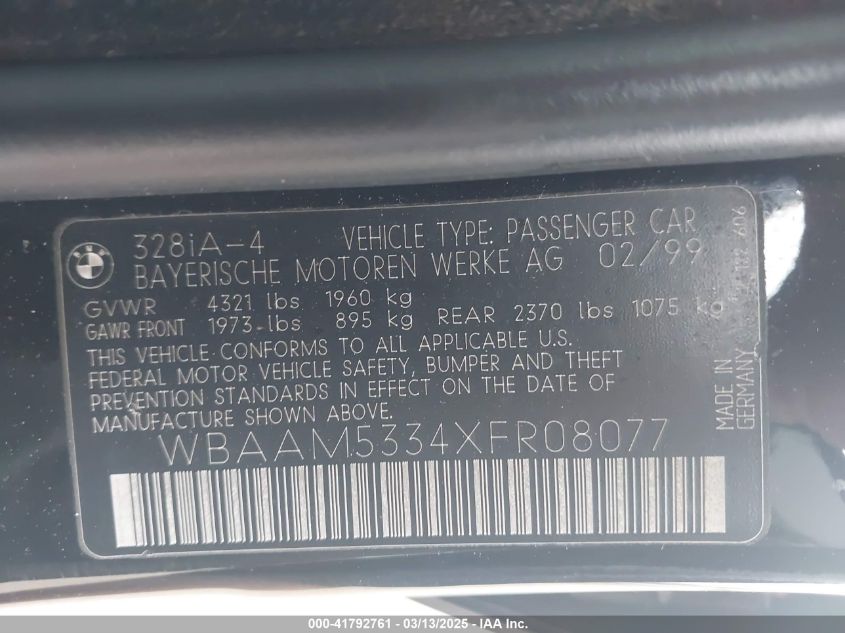 BMW
328iA-4 VEHICLE TYPE: PASSENGER CAR
BAYERISCHE MOTOREN WERKE AG 02/99
GVWR 4321 lbs 1960 kg
GAWR FRONT 1973 lbs 895 kg REAR 2370 lbs 1075 kg
THIS VEHICLE CONFORMS TO ALL APPLICABLE U.S.
FEDERAL MOTOR VEHICLE SAFETY, BUMPER AND THEFT
PREVENTION STANDARDS IN EFFECT ON THE DATE OF
MANUFACTURE SHOWN ABOVE.
WBAAM5334XFR08077
MADE IN
GERMANY
000-41792761 - 03/13/2025 - IAA Inc.